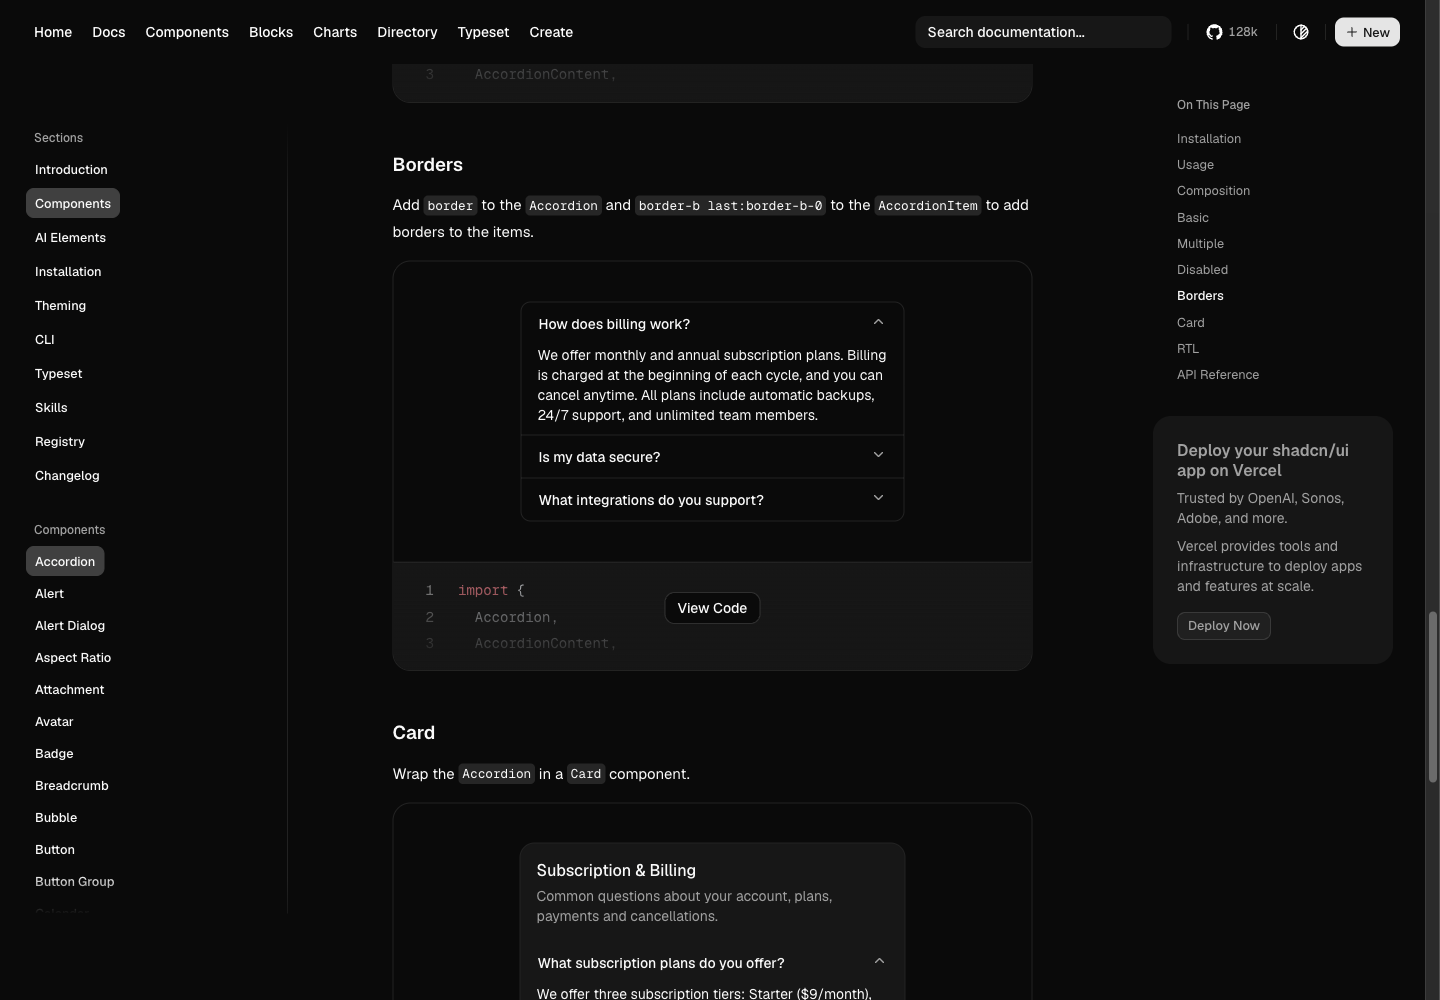 Home Docs Components Blocks Charts Directory Typeset Create Search documentation... 128k New
3 AccordionContent,
Sections
Introduction
Components
AI Elements
Installation
Theming
CLI
Typeset
Skills
Registry
Changelog
Components
Accordion
Alert
Alert Dialog
Aspect Ratio
Attachment
Avatar
Badge
Breadcrumb
Bubble
Button
Button Group
Calendar
Borders
Add border to the Accordion and border-b last:border-b-0 to the AccordionItem to add
borders to the items.
How does billing work?
We offer monthly and annual subscription plans. Billing
is charged at the beginning of each cycle, and you can
cancel anytime. All plans include automatic backups,
24/7 support, and unlimited team members.
Is my data secure?
What integrations do you support?
1 import {
2 Accordion,
3 AccordionContent,
View Code
Card
Wrap the Accordion in a Card component.
Subscription & Billing
Common questions about your account, plans,
payments and cancellations.
What subscription plans do you offer?
We offer three subscription tiers: Starter ($9/month),
On This Page
Installation
Usage
Composition
Basic
Multiple
Disabled
Borders
Card
RTL
API Reference
Deploy your shadcn/ui
app on Vercel
Trusted by OpenAI, Sonos,
Adobe, and more.
Vercel provides tools and
infrastructure to deploy apps
and features at scale.
Deploy Now